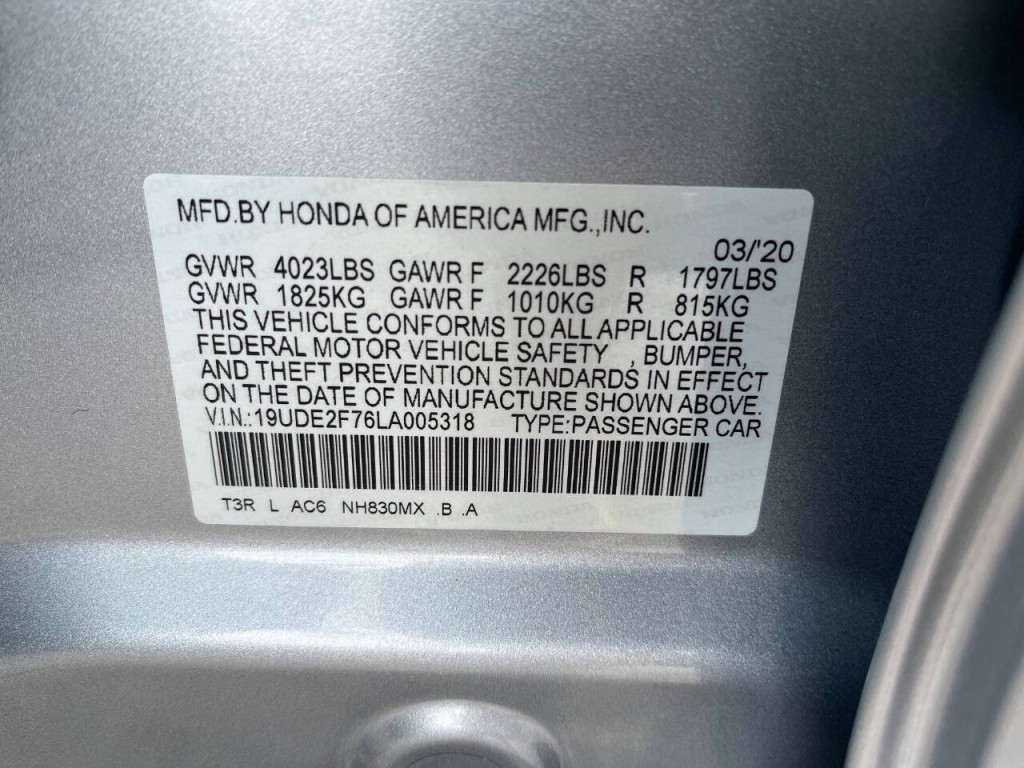 MFD.BY HONDA OF AMERICA MFG.,INC.
03/'20
GVWR 4023LBS GAWR F 2226LBS R 1797LBS
GVWR 1825KG GAWR F 1010KG R 815KG
THIS VEHICLE CONFORMS TO ALL APPLICABLE
FEDERAL MOTOR VEHICLE SAFETY , BUMPER,
AND THEFT PREVENTION STANDARDS IN EFFECT
ON THE DATE OF MANUFACTURE SHOWN ABOVE.
V.I.N.:19UDE2F76LA005318 TYPE:PASSENGER CAR
T3R L AC6 NH830MX .B .A